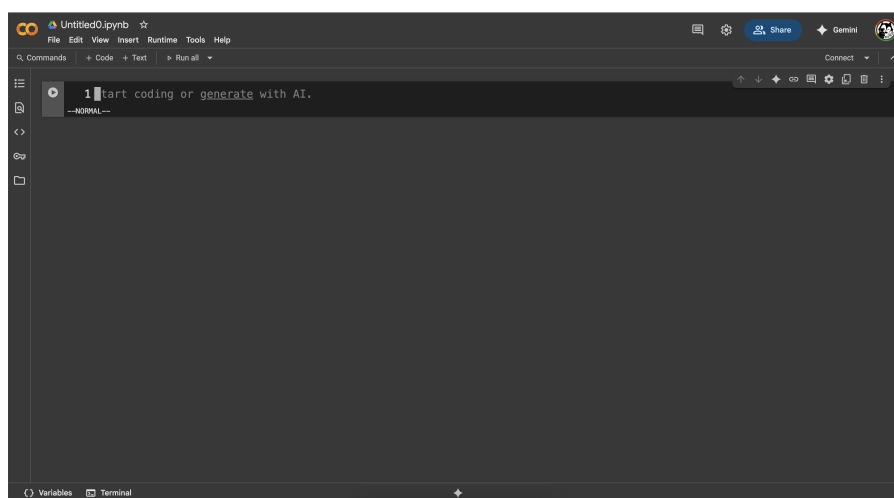 Untitled0.ipynb
File Edit View Insert Runtime Tools Help
Share
Gemini
Commands + Code + Text Run all
Connect
1 tart coding or generate with AI.
--NORMAL--
{} Variables Terminal